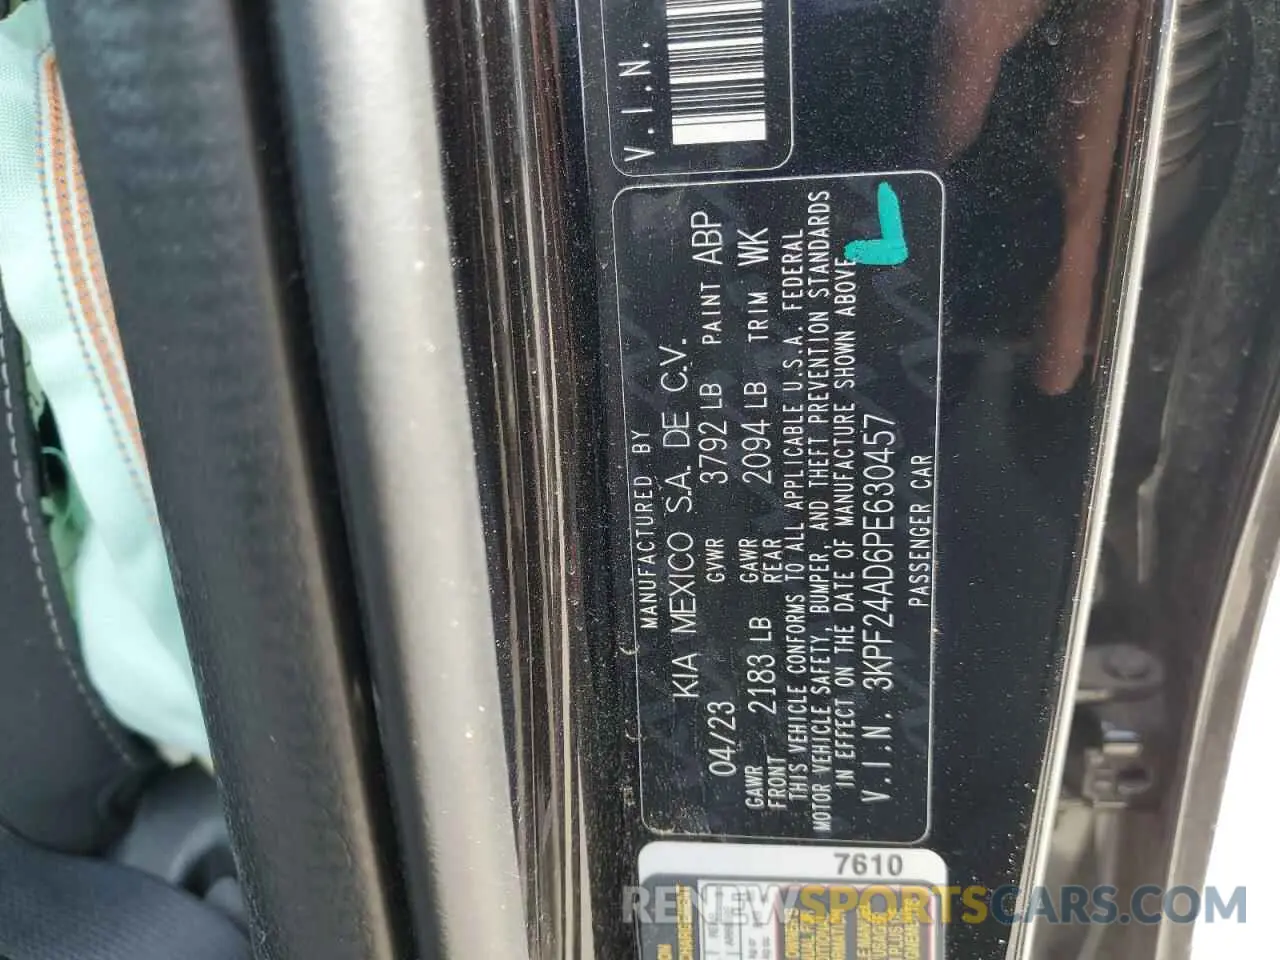 V.I.N.
MANUFACTURED BY
KIA MEXICO S.A. DE C.V.
04/23 GVWR 3792 LB PAINT ABP
GAWR FRONT 2183 LB GAWR REAR 2094 LB TRIM WK
THIS VEHICLE CONFORMS TO ALL APPLICABLE U.S.A. FEDERAL
MOTOR VEHICLE SAFETY, BUMPER, AND THEFT PREVENTION STANDARDS
IN EFFECT ON THE DATE OF MANUFACTURE SHOWN ABOVE.
V.I.N. 3KPF24AD6PE630457
PASSENGER CAR
7610
RENEWSPORTSCARS.COM